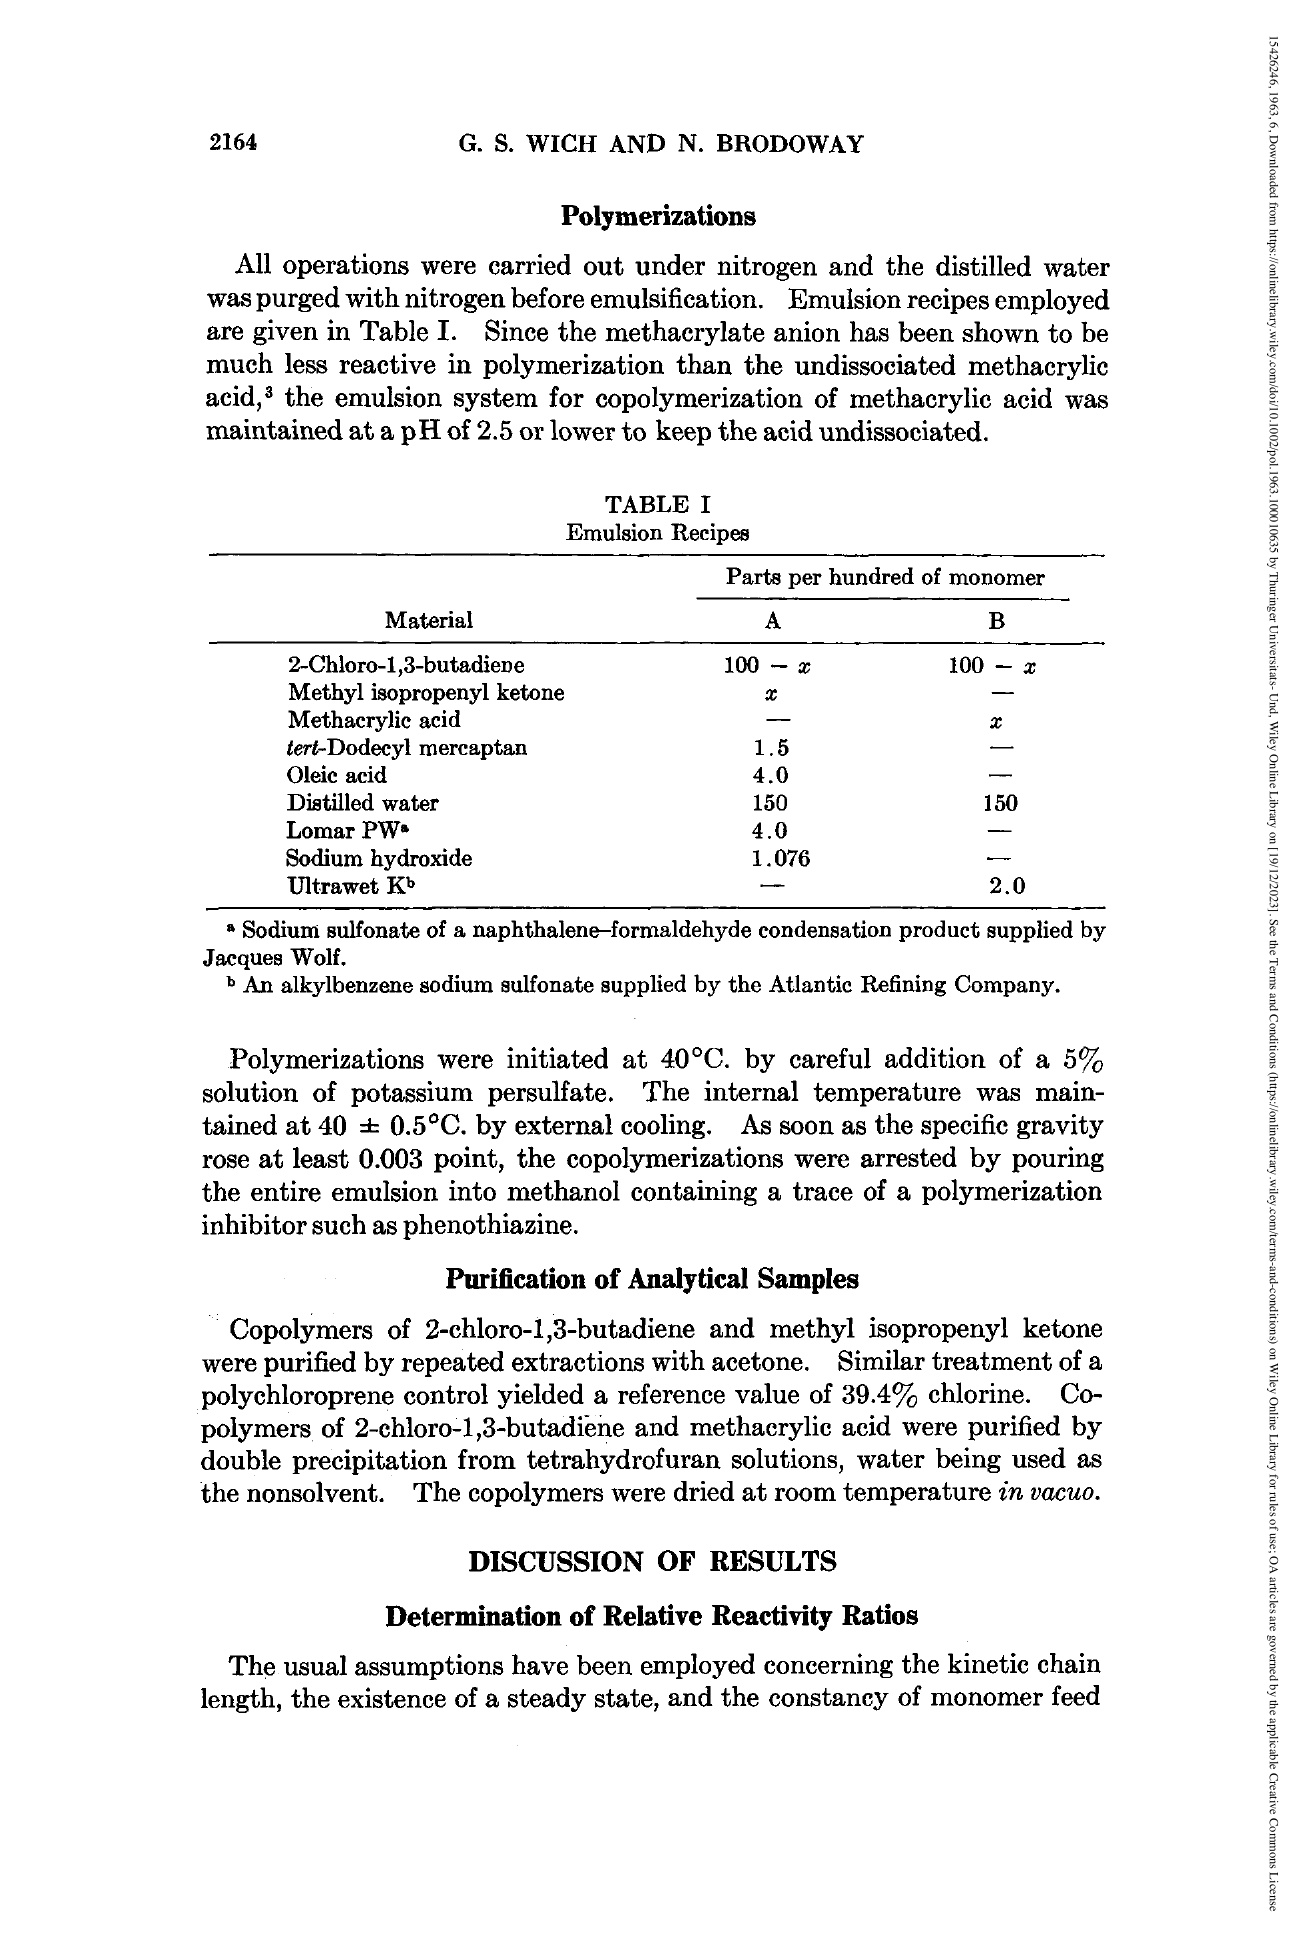 2164 G. S. WICH AND N. BRODOWAY
Polymerizations
All operations were carried out under nitrogen and the distilled water
was purged with nitrogen before emulsification. Emulsion recipes employed
are given in Table I. Since the methacrylate anion has been shown to be
much less reactive in polymerization than the undissociated methacrylic
acid,³ the emulsion system for copolymerization of methacrylic acid was
maintained at a pH of 2.5 or lower to keep the acid undissociated.
TABLE I
Emulsion Recipes
Parts per hundred of monomer
Material A B
2-Chloro-1,3-butadiene 100 − x 100 − x
Methyl isopropenyl ketone x —
Methacrylic acid — x
tert-Dodecyl mercaptan 1.5 —
Oleic acid 4.0 —
Distilled water 150 150
Lomar PWᵃ 4.0 —
Sodium hydroxide 1.076 —
Ultrawet Kᵇ — 2.0
ᵃ Sodium sulfonate of a naphthalene–formaldehyde condensation product supplied by
Jacques Wolf.
ᵇ An alkylbenzene sodium sulfonate supplied by the Atlantic Refining Company.
Polymerizations were initiated at 40°C. by careful addition of a 5%
solution of potassium persulfate. The internal temperature was main-
tained at 40 ± 0.5°C. by external cooling. As soon as the specific gravity
rose at least 0.003 point, the copolymerizations were arrested by pouring
the entire emulsion into methanol containing a trace of a polymerization
inhibitor such as phenothiazine.
Purification of Analytical Samples
Copolymers of 2-chloro-1,3-butadiene and methyl isopropenyl ketone
were purified by repeated extractions with acetone. Similar treatment of a
polychloroprene control yielded a reference value of 39.4% chlorine. Co-
polymers of 2-chloro-1,3-butadiene and methacrylic acid were purified by
double precipitation from tetrahydrofuran solutions, water being used as
the nonsolvent. The copolymers were dried at room temperature in vacuo.
DISCUSSION OF RESULTS
Determination of Relative Reactivity Ratios
The usual assumptions have been employed concerning the kinetic chain
length, the existence of a steady state, and the constancy of monomer feed
15426246, 1963, 6, Downloaded from https://onlinelibrary.wiley.com/doi/10.1002/pol.1963.100010635 by Thuringer Universitats- Und, Wiley Online Library on [19/12/2023]. See the Terms and Conditions (https://onlinelibrary.wiley.com/terms-and-conditions) on Wiley Online Library for rules of use; OA articles are governed by the applicable Creative Commons License